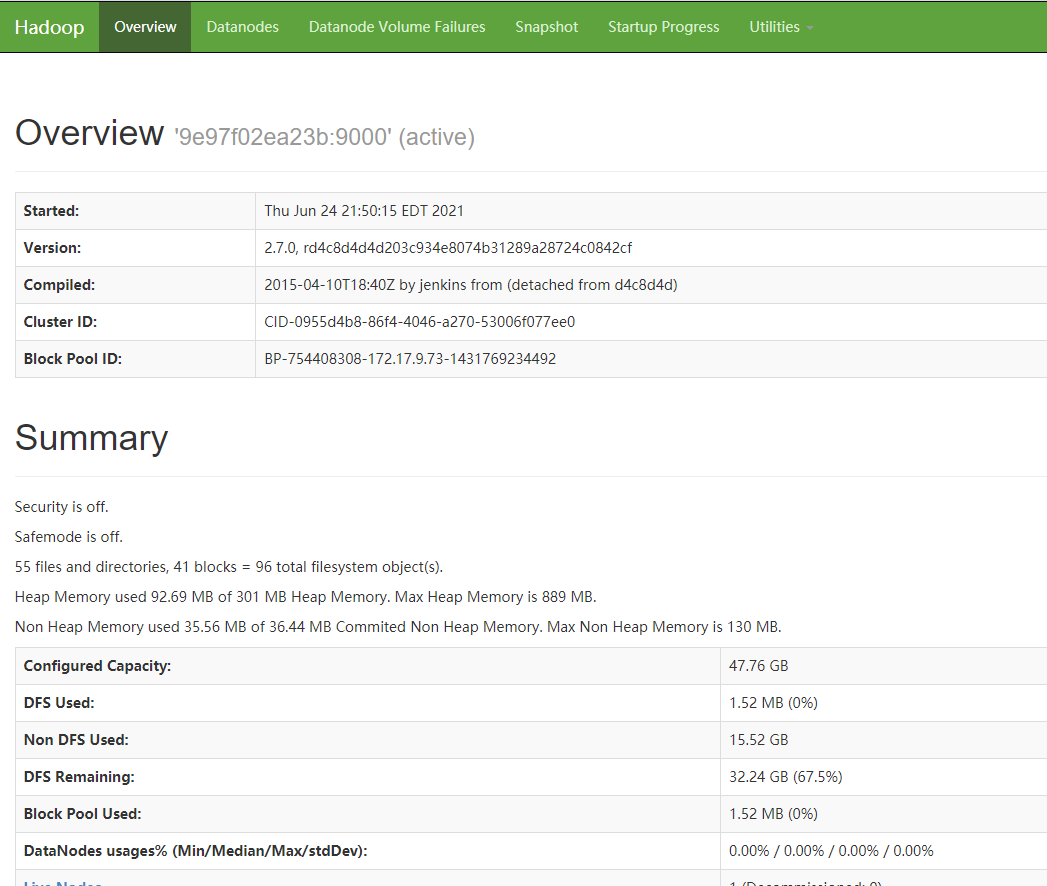 Hadoop Overview Datanodes Datanode Volume Failures Snapshot Startup Progress Utilities
Overview '9e97f02ea23b:9000' (active)
Started: Thu Jun 24 21:50:15 EDT 2021
Version: 2.7.0, rd4c8d4d4d203c934e8074b31289a28724c0842cf
Compiled: 2015-04-10T18:40Z by jenkins from (detached from d4c8d4d)
Cluster ID: CID-0955d4b8-86f4-4046-a270-53006f077ee0
Block Pool ID: BP-754408308-172.17.9.73-1431769234492
Summary
Security is off.
Safemode is off.
55 files and directories, 41 blocks = 96 total filesystem object(s).
Heap Memory used 92.69 MB of 301 MB Heap Memory. Max Heap Memory is 889 MB.
Non Heap Memory used 35.56 MB of 36.44 MB Commited Non Heap Memory. Max Non Heap Memory is 130 MB.
Configured Capacity: 47.76 GB
DFS Used: 1.52 MB (0%)
Non DFS Used: 15.52 GB
DFS Remaining: 32.24 GB (67.5%)
Block Pool Used: 1.52 MB (0%)
DataNodes usages% (Min/Median/Max/stdDev): 0.00% / 0.00% / 0.00% / 0.00%
Live Nodes 1 (Decommissioned: 0)